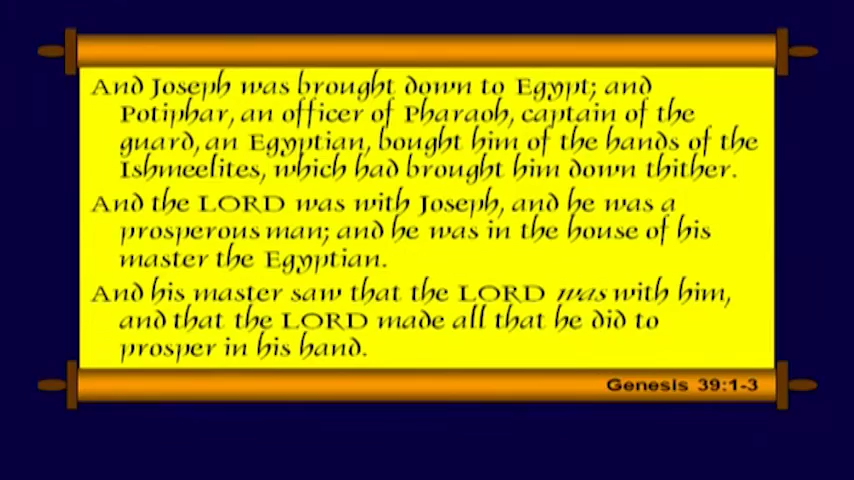 And Joseph was brought down to Egypt; and
Potiphar, an officer of Pharaoh, captain of the
guard, an Egyptian, bought him of the hands of the
Ishmeelites, which had brought him down thither.
And the LORD was with Joseph, and he was a
prosperous man; and he was in the house of his
master the Egyptian.
And his master saw that the LORD was with him,
and that the LORD made all that he did to
prosper in his hand.
Genesis 39:1-3